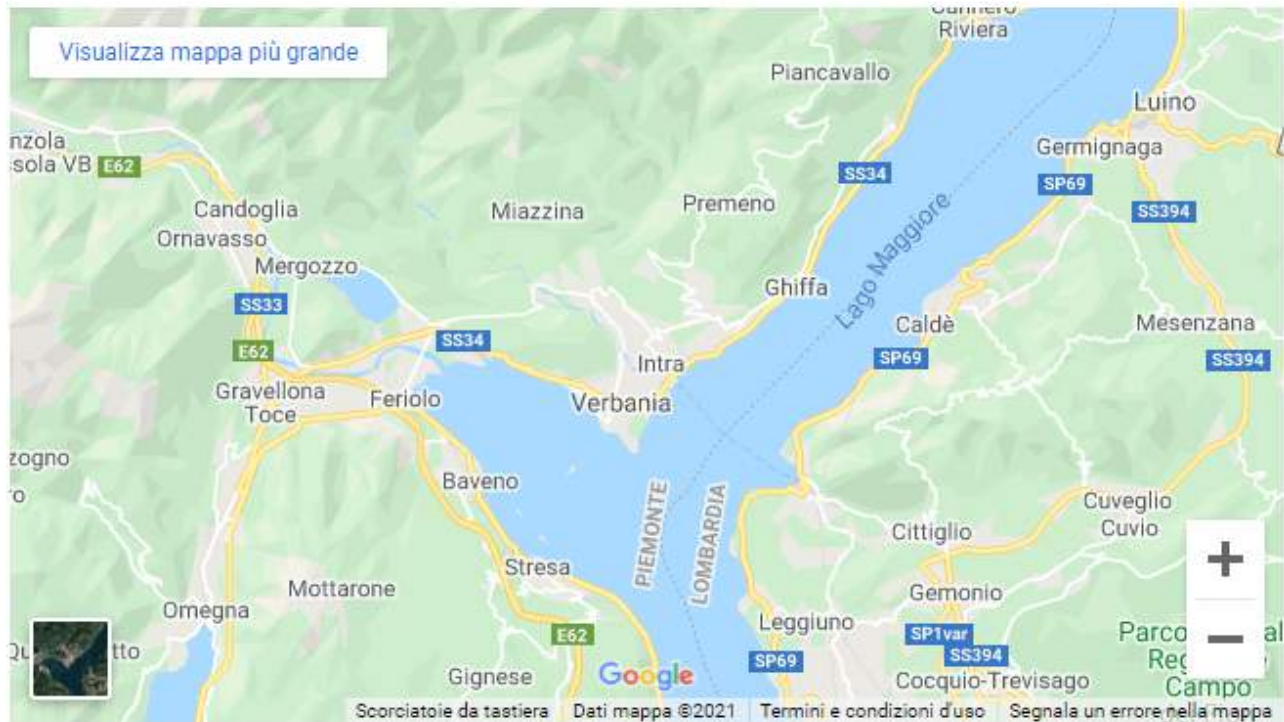 Visualizza mappa più grande
Riviera
Piancavallo
Luino
E62
Germignaga
SS34
SP69
Candoglia
Miazzina
Premeno
SS394
Ornavasso
Mergozzo
Lago Maggiore
Ghiffa
SS33
Caldè
Mesenzana
SS34
E62
Intra
SP69
SS394
Gravellona
Toce
Feriolo
Verbania
Baveno
PIEMONTE
LOMBARDIA
Cuveglio
Cuvio
Cittiglio
+
Stresa
Mottarone
Gemonio
Omegna
Leggiuno
E62
SP1var
SS394
−
Google
SP69
Gignese
Cocquio-Trevisago
Campo
Scorciatoie da tastiera
Dati mappa ©2021
Termini e condizioni d'uso
Segnala un errore nella mappa